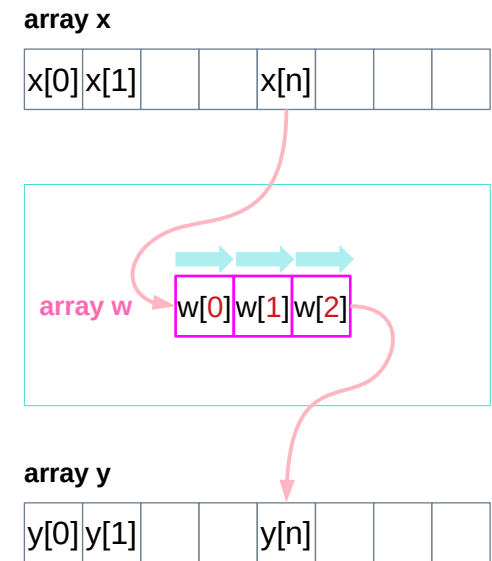 array x
x[0] x[1] x[n]
array w w[0] w[1] w[2]
array y
y[0] y[1] y[n]